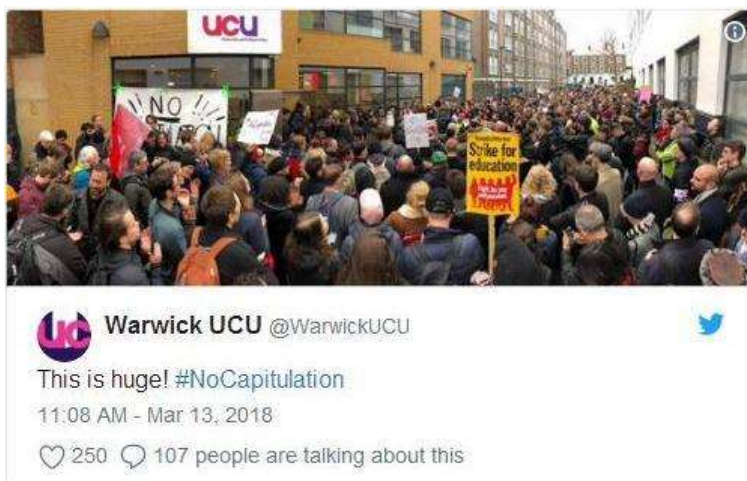 UCU
NO
Strike for
education
Warwick UCU @WarwickUCU
This is huge! #NoCapitulation
11:08 AM - Mar 13, 2018
250 107 people are talking about this